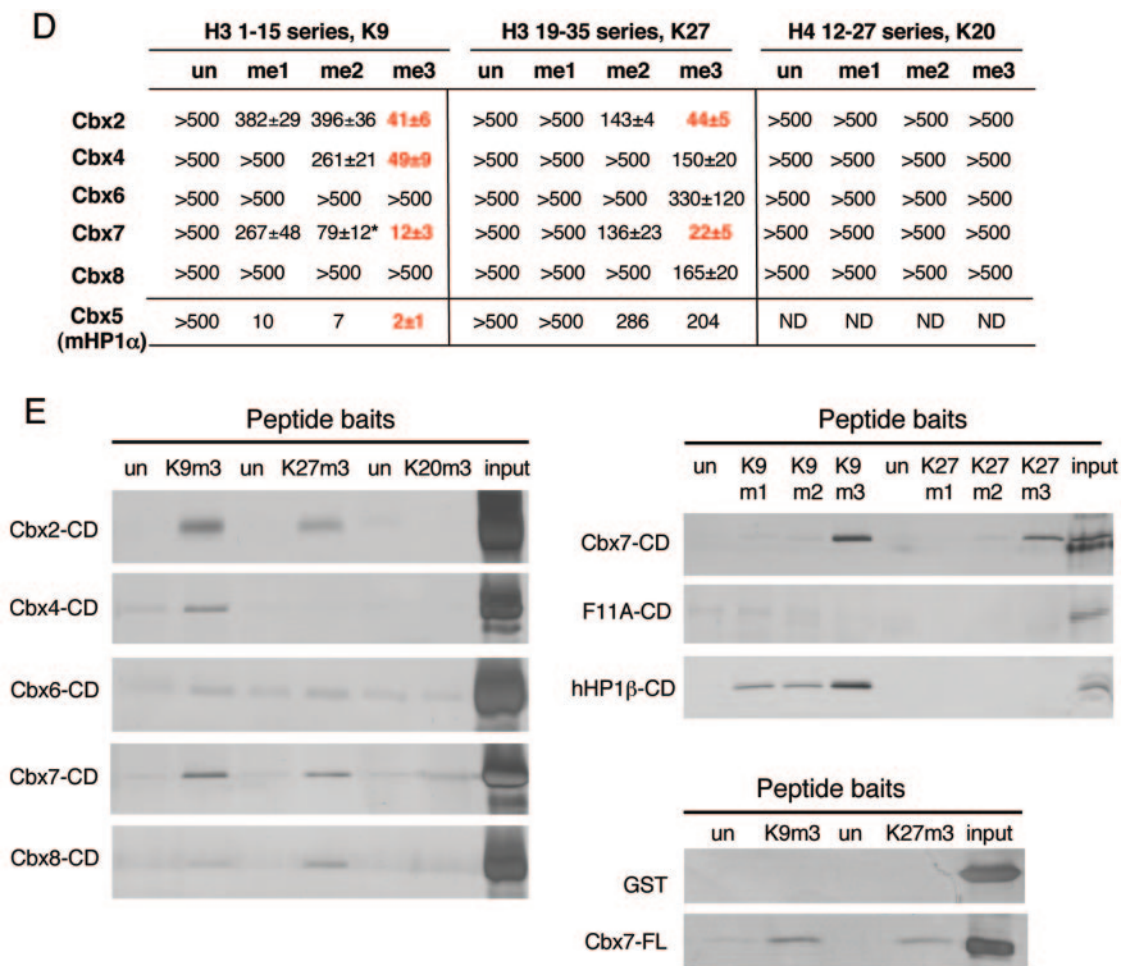 D
H3 1-15 series, K9 H3 19-35 series, K27 H4 12-27 series, K20
un me1 me2 me3 un me1 me2 me3 un me1 me2 me3
Cbx2 >500 382±29 396±36 41±6 >500 >500 143±4 44±5 >500 >500 >500 >500
Cbx4 >500 >500 261±21 49±9 >500 >500 >500 150±20 >500 >500 >500 >500
Cbx6 >500 >500 >500 >500 >500 >500 >500 330±120 >500 >500 >500 >500
Cbx7 >500 267±48 79±12* 12±3 >500 >500 136±23 22±5 >500 >500 >500 >500
Cbx8 >500 >500 >500 >500 >500 >500 >500 165±20 >500 >500 >500 >500
Cbx5 >500 10 7 2±1 >500 >500 286 204 ND ND ND ND
(mHP1α)
E
Peptide baits
un K9m3 un K27m3 un K20m3 input
Cbx2-CD
Cbx4-CD
Cbx6-CD
Cbx7-CD
Cbx8-CD
Peptide baits
un K9 K9 K9 un K27 K27 K27 input
m1 m2 m3 m1 m2 m3
Cbx7-CD
F11A-CD
hHP1β-CD
Peptide baits
un K9m3 un K27m3 input
GST
Cbx7-FL